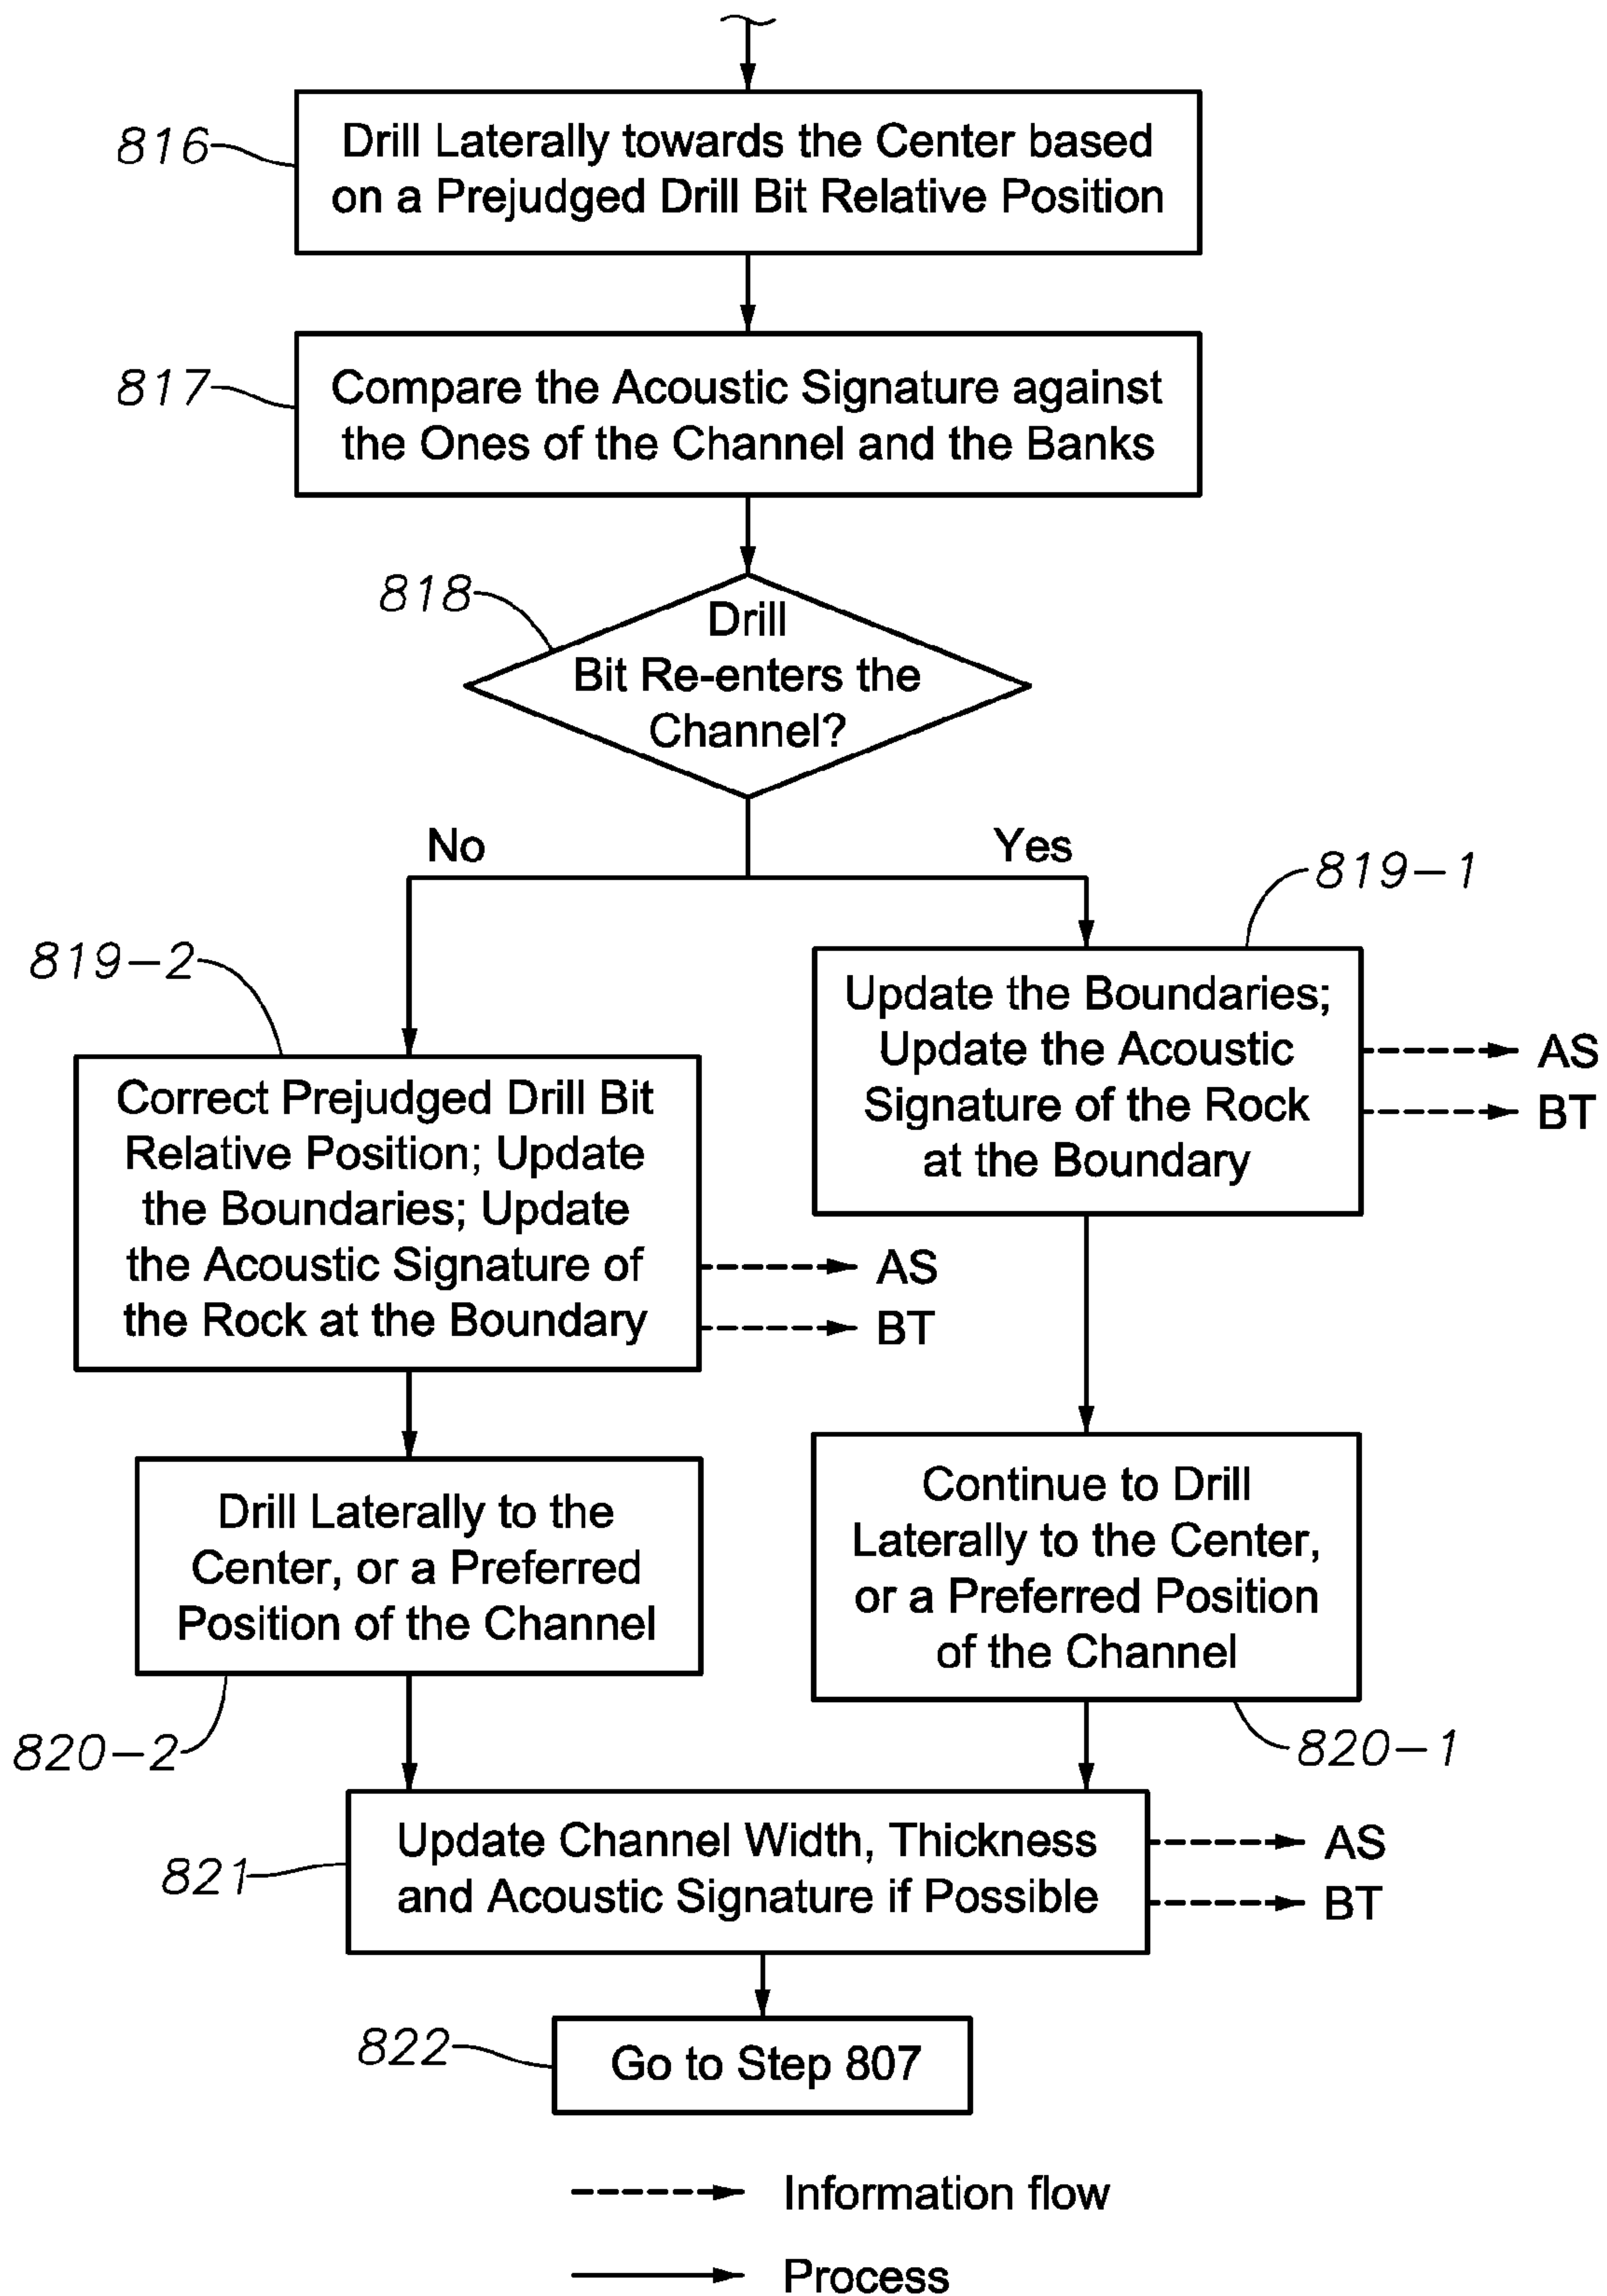 816
Drill Laterally towards the Center based
on a Prejudged Drill Bit Relative Position
817
Compare the Acoustic Signature against
the Ones of the Channel and the Banks
818
Drill
Bit Re-enters the
Channel?
No
Yes
819-1
Update the Boundaries;
Update the Acoustic
Signature of the Rock
at the Boundary
AS
BT
819-2
Correct Prejudged Drill Bit
Relative Position; Update
the Boundaries; Update
the Acoustic Signature of
the Rock at the Boundary
AS
BT
Drill Laterally to the
Center, or a Preferred
Position of the Channel
820-2
Continue to Drill
Laterally to the Center,
or a Preferred Position
of the Channel
820-1
821
Update Channel Width, Thickness
and Acoustic Signature if Possible
AS
BT
822
Go to Step 807
Information flow
Process